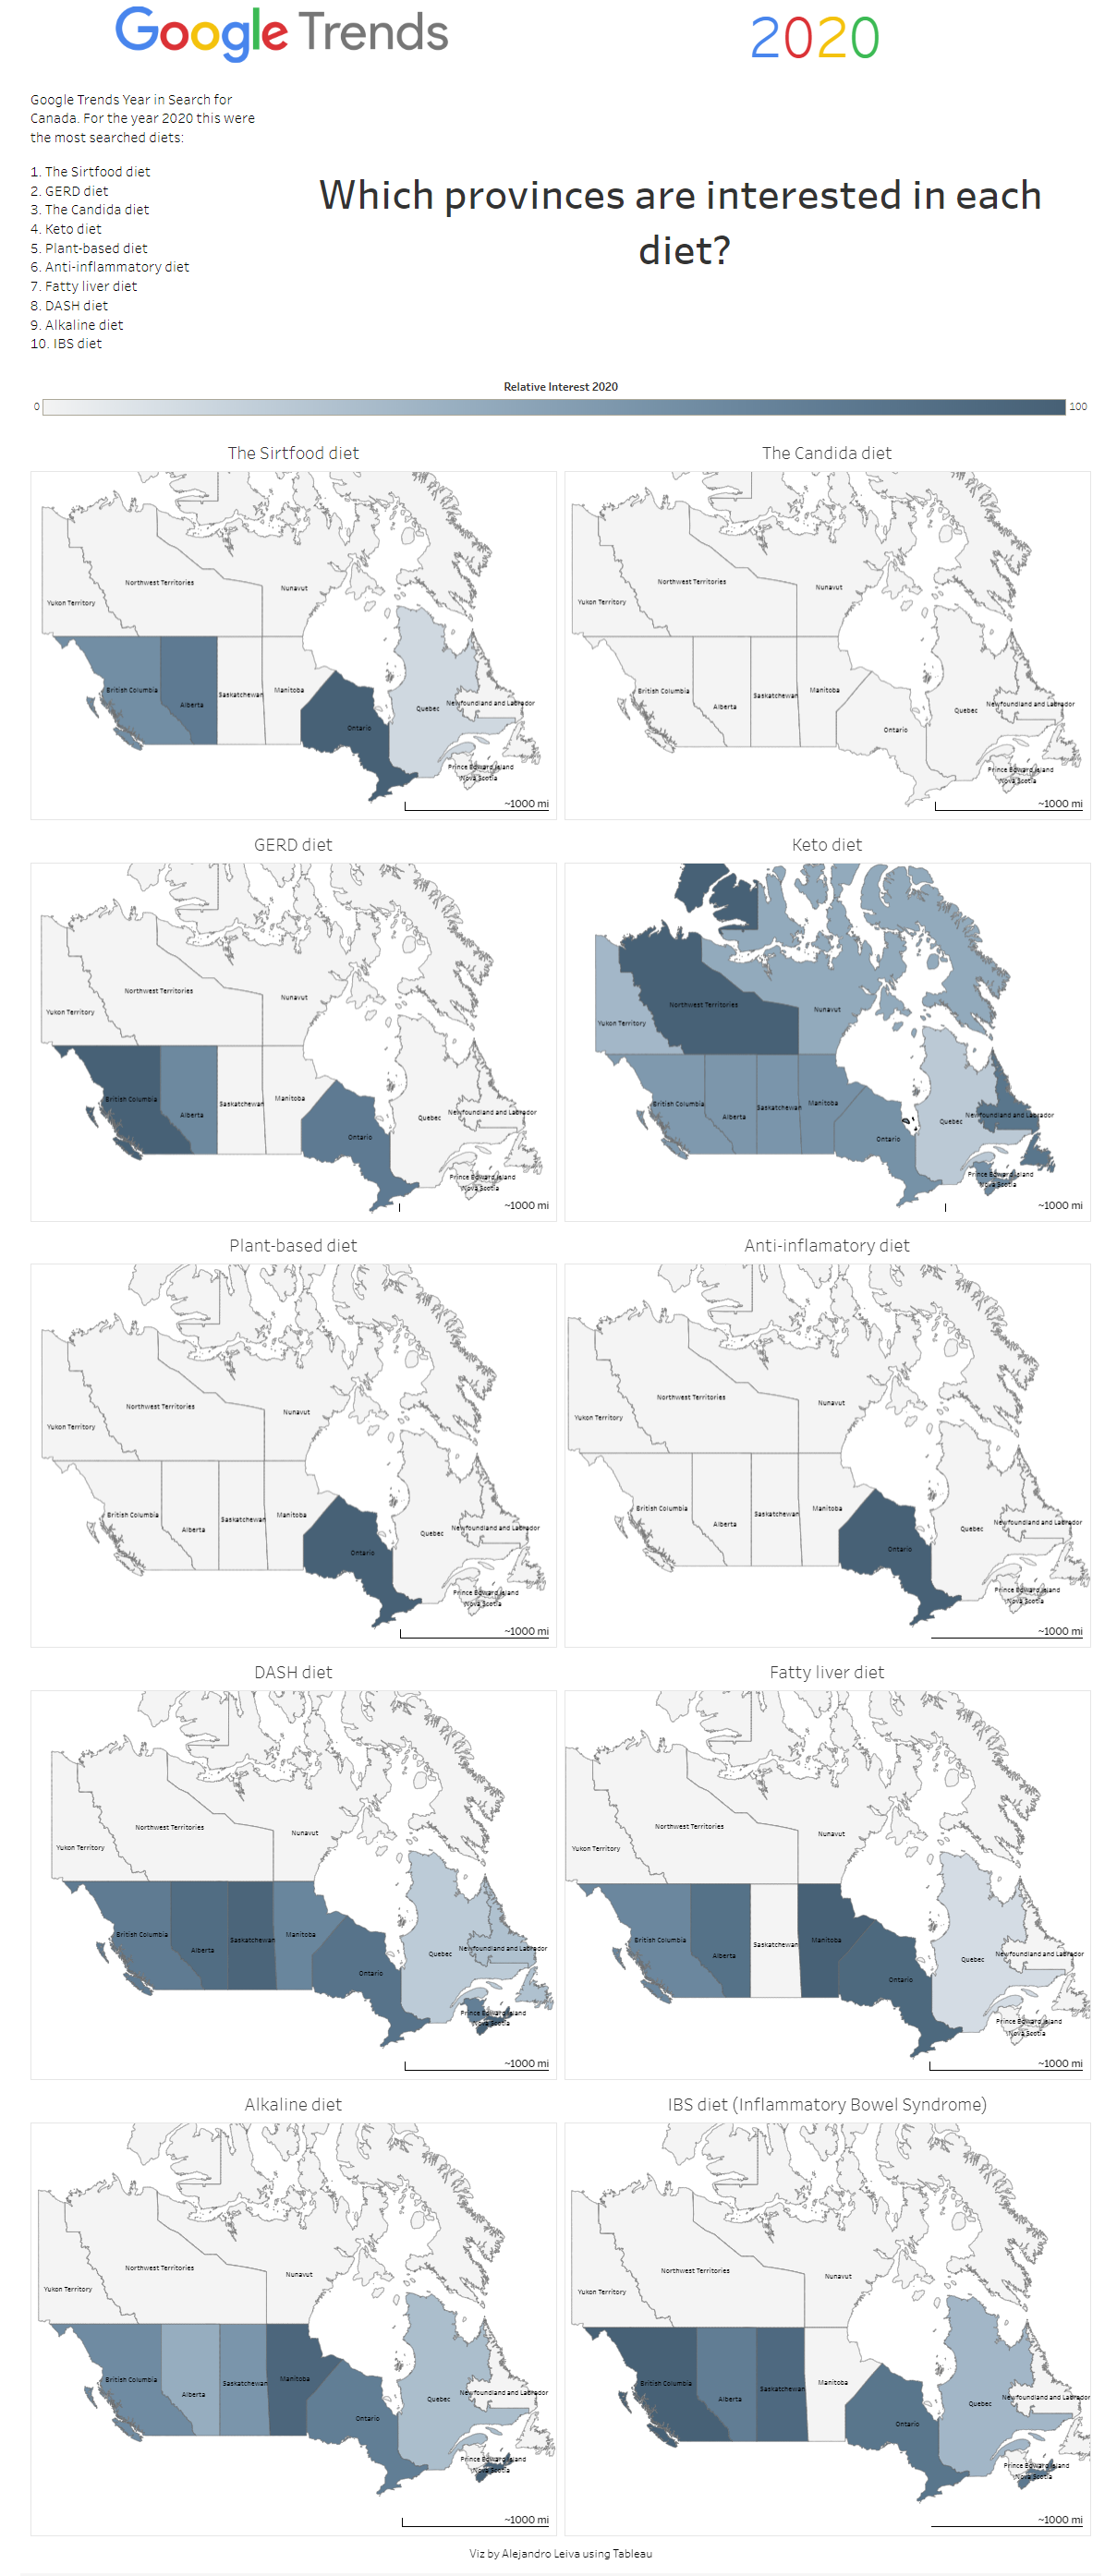 Google Trends
2020
Google Trends Year in Search for
Canada. For the year 2020 this were
the most searched diets:
1. The Sirtfood diet
2. GERD diet
3. The Candida diet
4. Keto diet
5. Plant-based diet
6. Anti-inflammatory diet
7. Fatty liver diet
8. DASH diet
9. Alkaline diet
10. IBS diet
Which provinces are interested in each
diet?
Relative Interest 2020
0
100
The Sirtfood diet
Northwest Territories
Nunavut
Yukon Territory
British Columbia
Alberta
Saskatchewan
Manitoba
Ontario
Quebec
Newfoundland and Labrador
Prince Edward Island
Nova Scotia
~1000 mi
The Candida diet
Northwest Territories
Nunavut
Yukon Territory
British Columbia
Alberta
Saskatchewan
Manitoba
Ontario
Quebec
Newfoundland and Labrador
Prince Edward Island
Nova Scotia
~1000 mi
GERD diet
Northwest Territories
Nunavut
Yukon Territory
British Columbia
Alberta
Saskatchewan
Manitoba
Ontario
Quebec
Newfoundland and Labrador
Prince Edward Island
Nova Scotia
~1000 mi
Keto diet
Northwest Territories
Nunavut
Yukon Territory
British Columbia
Alberta
Saskatchewan
Manitoba
Ontario
Quebec
Newfoundland and Labrador
Prince Edward Island
Nova Scotia
~1000 mi
Plant-based diet
Northwest Territories
Nunavut
Yukon Territory
British Columbia
Alberta
Saskatchewan
Manitoba
Ontario
Quebec
Newfoundland and Labrador
Prince Edward Island
Nova Scotia
~1000 mi
Anti-inflamatory diet
Northwest Territories
Nunavut
Yukon Territory
British Columbia
Alberta
Saskatchewan
Manitoba
Ontario
Quebec
Newfoundland and Labrador
Prince Edward Island
Nova Scotia
~1000 mi
DASH diet
Northwest Territories
Nunavut
Yukon Territory
British Columbia
Alberta
Saskatchewan
Manitoba
Ontario
Quebec
Newfoundland and Labrador
Prince Edward Island
Nova Scotia
~1000 mi
Fatty liver diet
Northwest Territories
Nunavut
Yukon Territory
British Columbia
Alberta
Saskatchewan
Manitoba
Ontario
Quebec
Newfoundland and Labrador
Prince Edward Island
Nova Scotia
~1000 mi
Alkaline diet
Northwest Territories
Nunavut
Yukon Territory
British Columbia
Alberta
Saskatchewan
Manitoba
Ontario
Quebec
Newfoundland and Labrador
Prince Edward Island
Nova Scotia
~1000 mi
IBS diet (Inflammatory Bowel Syndrome)
Northwest Territories
Nunavut
Yukon Territory
British Columbia
Alberta
Saskatchewan
Manitoba
Ontario
Quebec
Newfoundland and Labrador
Prince Edward Island
Nova Scotia
~1000 mi
Viz by Alejandro Leiva using Tableau